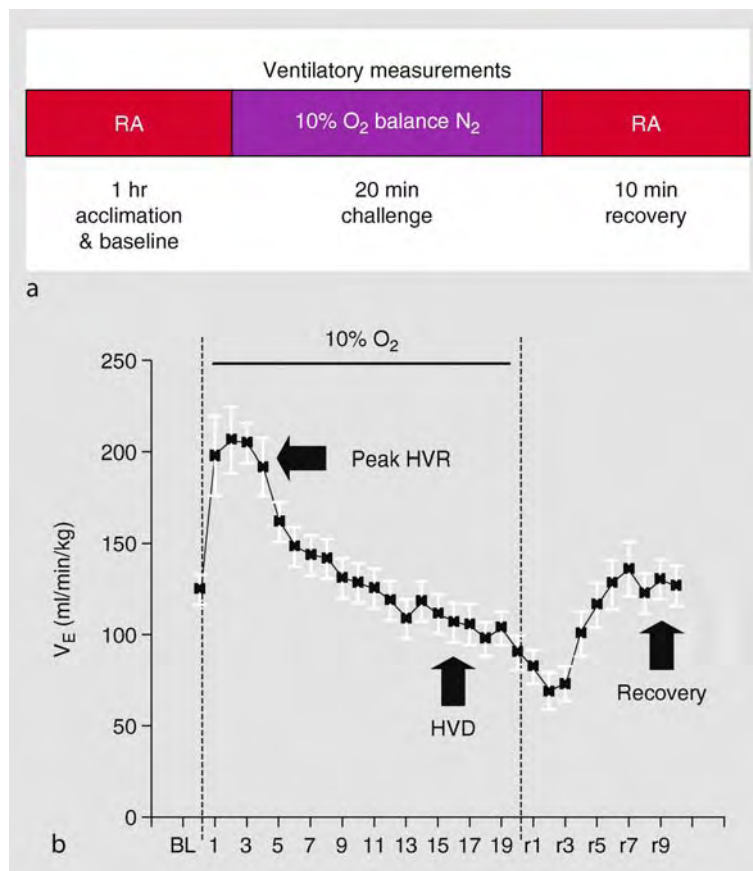 Ventilatory measurements
RA 10% O₂ balance N₂ RA
1 hr acclimation & baseline
20 min challenge
10 min recovery
a
10% O₂
250
200
150
100
50
0
V_E (ml/min/kg)
Peak HVR
HVD
Recovery
b
BL 1 3 5 7 9 11 13 15 17 19 r1 r3 r5 r7 r9